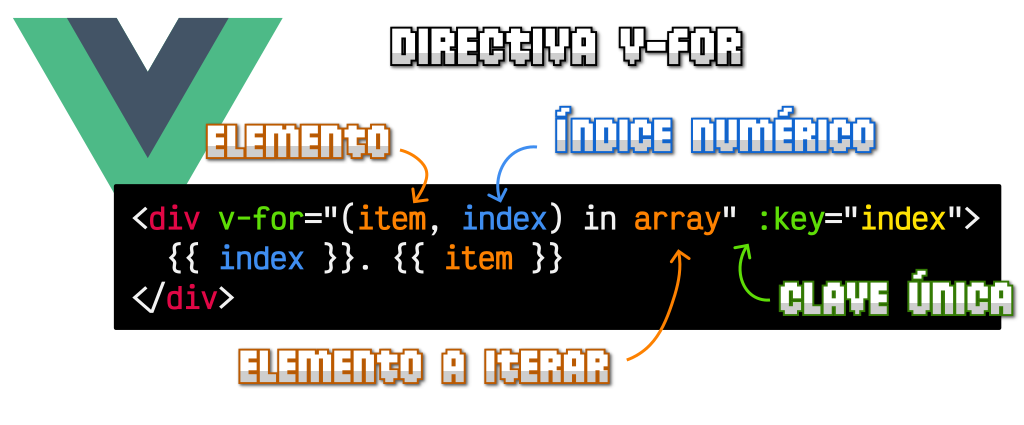 DIRECTIVA V-FOR
ELEMENTO
ÍNDICE NUMÉRICO
<div v-for="(item, index) in array" :key="index">
{{ index }}. {{ item }}
</div>
CLAVE ÚNICA
ELEMENTO A ITERAR